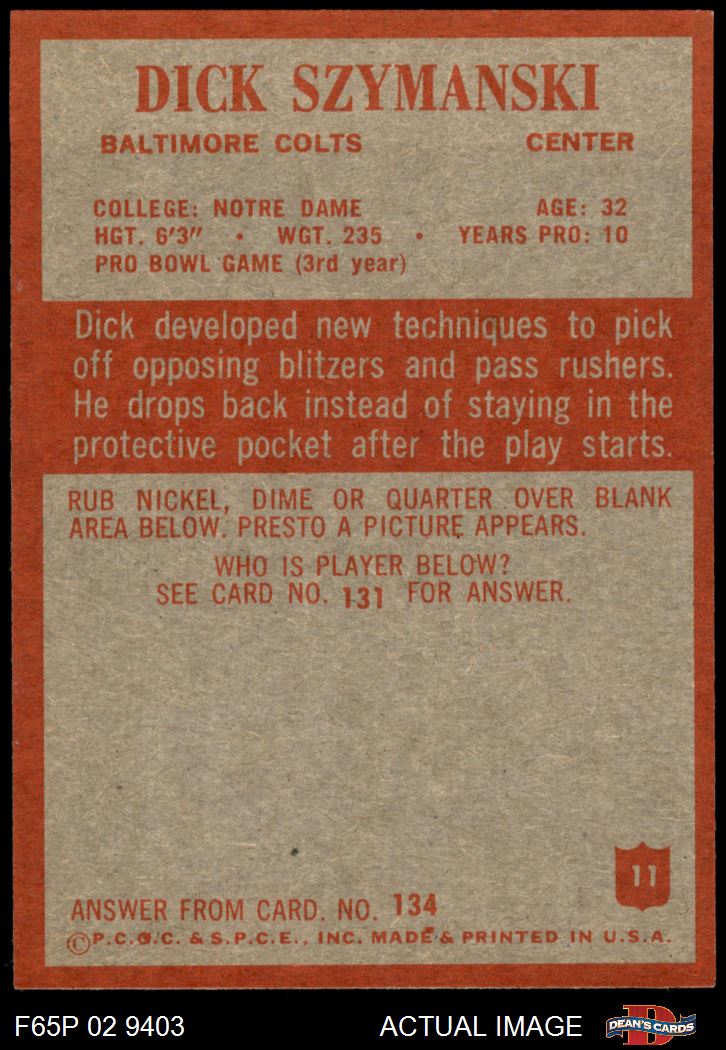 DICK SZYMANSKI
BALTIMORE COLTS CENTER
COLLEGE: NOTRE DAME AGE: 32
HGT. 6'3" • WGT. 235 • YEARS PRO: 10
PRO BOWL GAME (3rd year)
Dick developed new techniques to pick
off opposing blitzers and pass rushers.
He drops back instead of staying in the
protective pocket after the play starts.
RUB NICKEL, DIME OR QUARTER OVER BLANK
AREA BELOW. PRESTO A PICTURE APPEARS.
WHO IS PLAYER BELOW?
SEE CARD NO. 131 FOR ANSWER.
11
ANSWER FROM CARD. NO. 134
©P.C.G.C. & S.P.C.E., INC. MADE & PRINTED IN U.S.A.
F65P 02 9403 ACTUAL IMAGE D DEAN'S CARDS